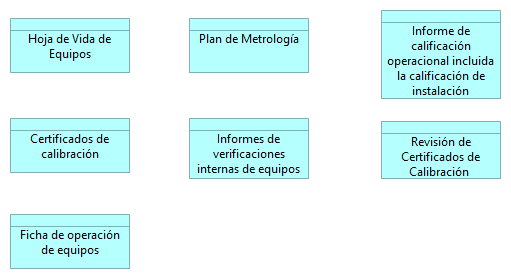 Hoja de Vida de
Equipos
Plan de Metrología
Informe de
calificación
operacional incluida
la calificación de
instalación
Certificados de
calibración
Informes de
verificaciones
internas de equipos
Revisión de
Certificados de
Calibración
Ficha de operación
de equipos